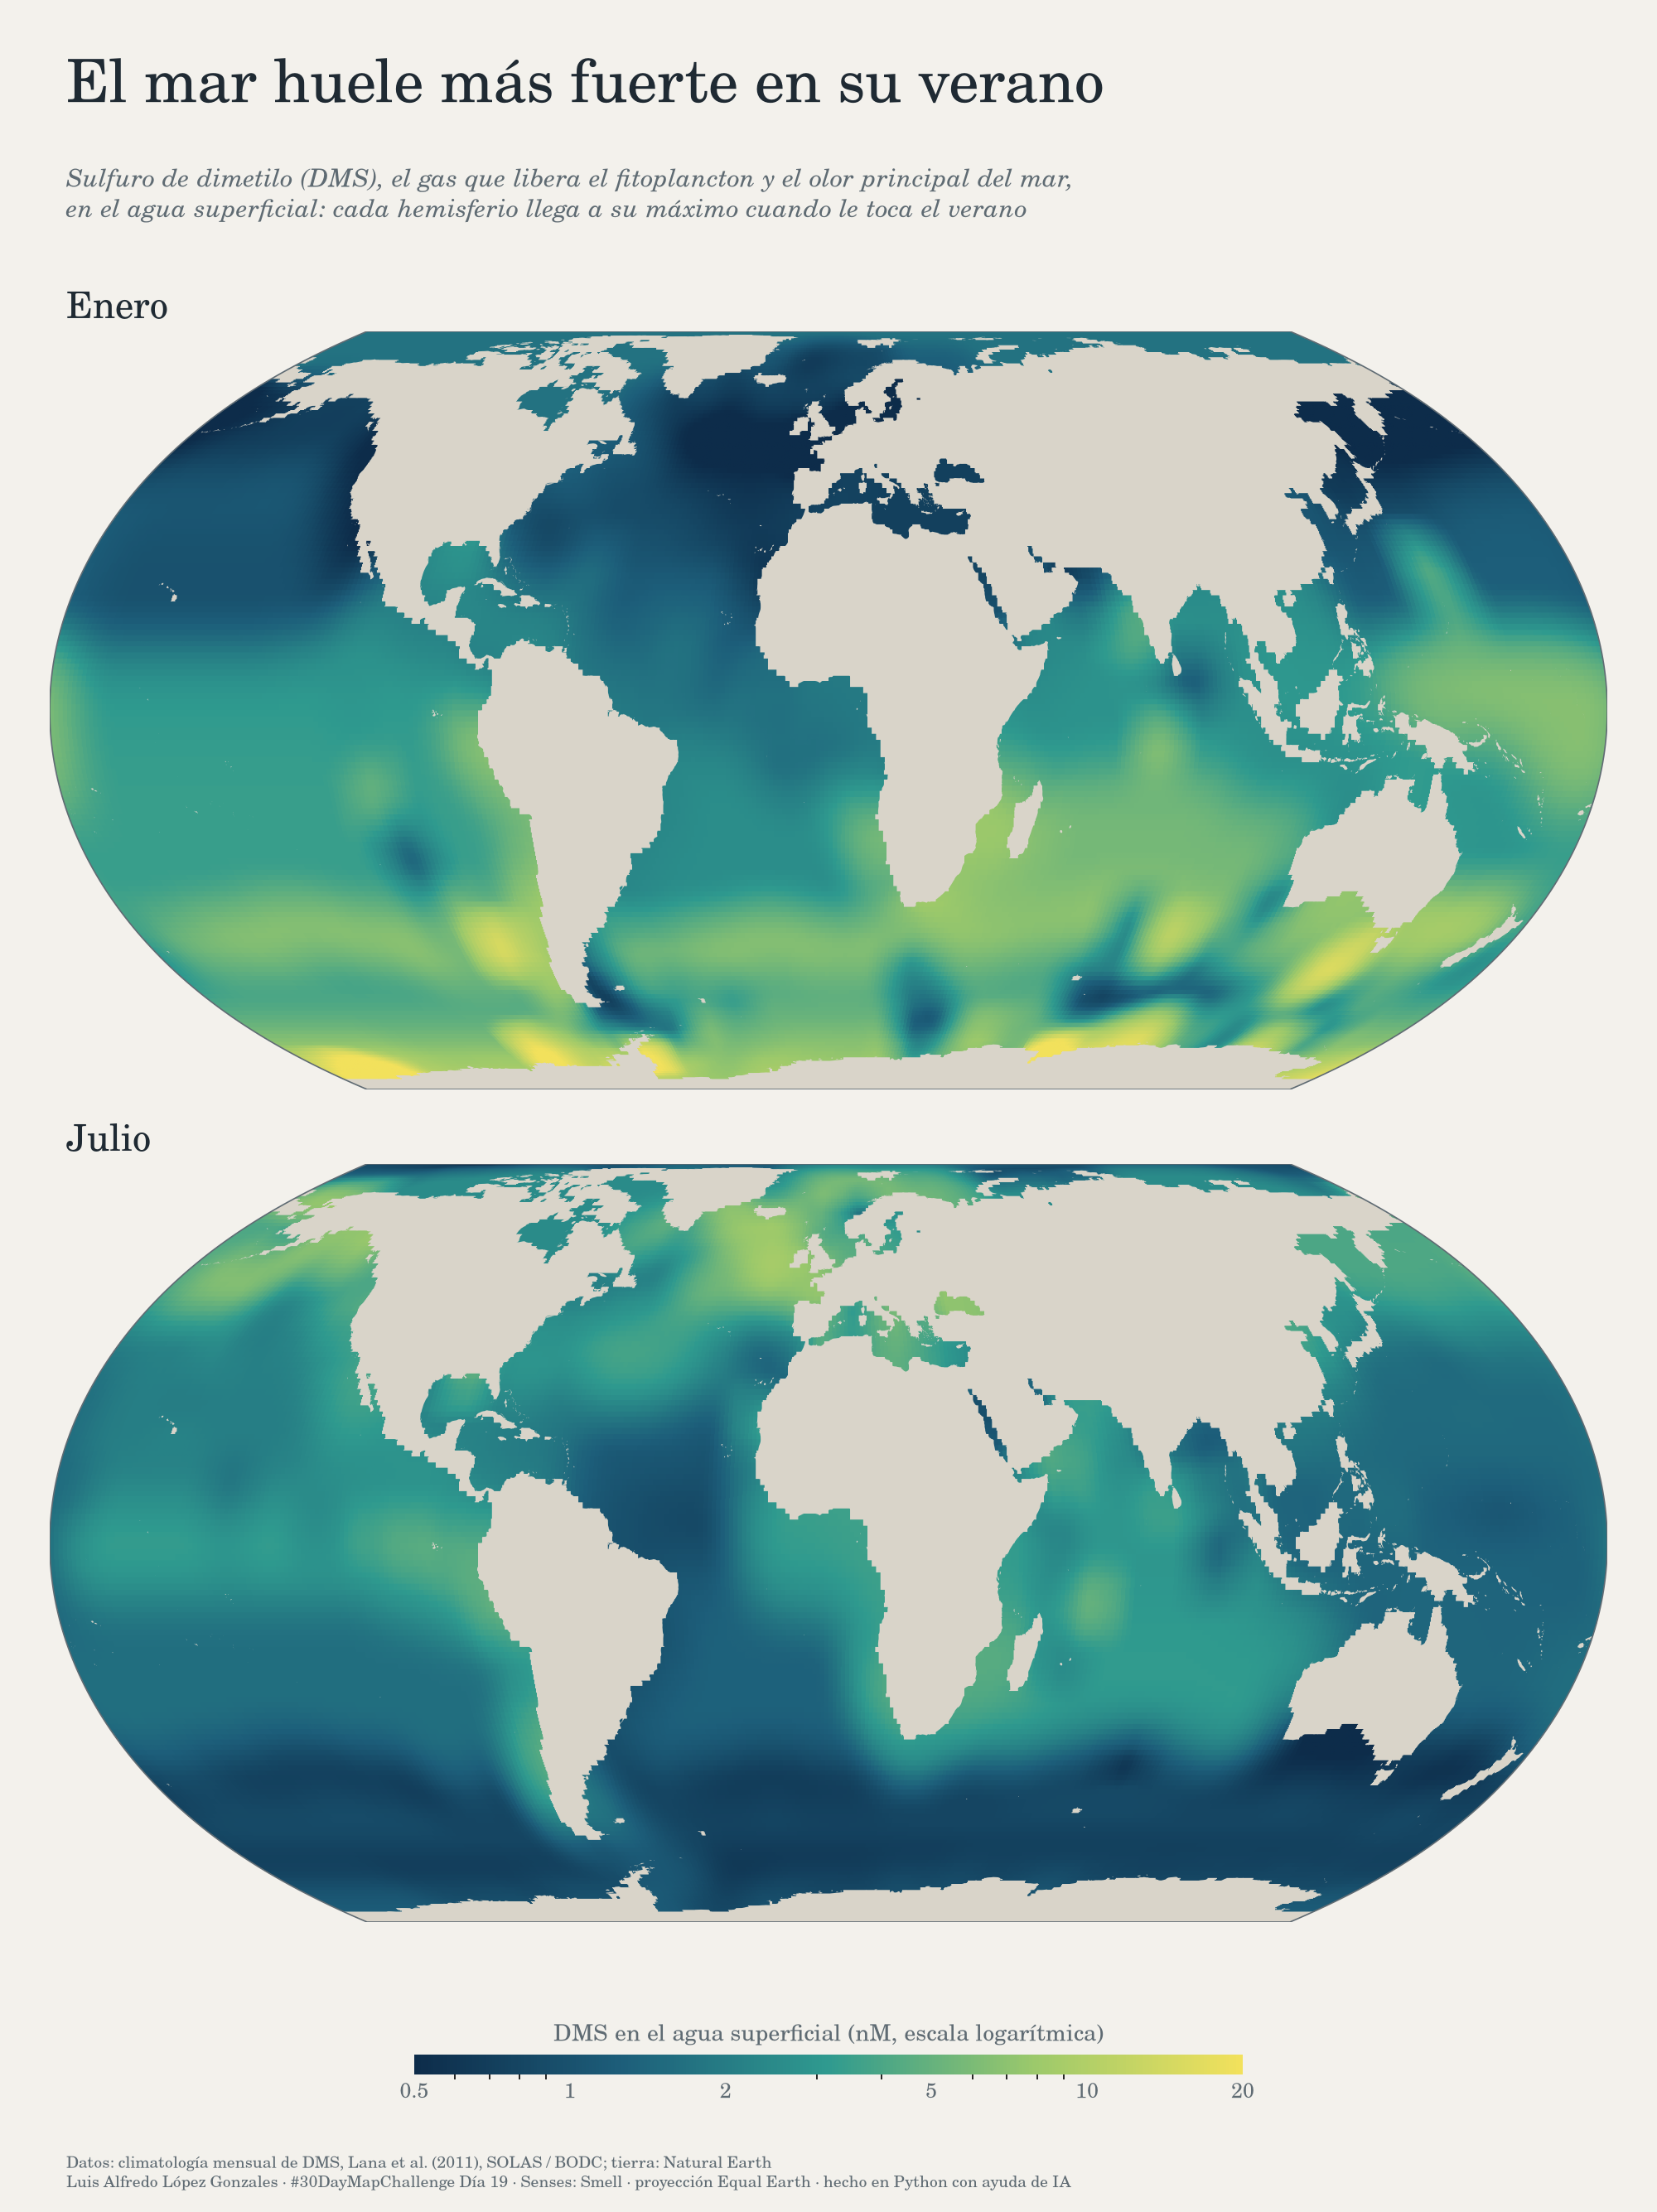 El mar huele más fuerte en su verano
Sulfuro de dimetilo (DMS), el gas que libera el fitoplancton y el olor principal del mar,
en el agua superficial: cada hemisferio llega a su máximo cuando le toca el verano
Enero
Julio
DMS en el agua superficial (nM, escala logarítmica)
0.5 1 2 5 10 20
Datos: climatología mensual de DMS, Lana et al. (2011), SOLAS / BODC; tierra: Natural Earth
Luis Alfredo López Gonzales · #30DayMapChallenge Día 19 · Senses: Smell · proyección Equal Earth · hecho en Python con ayuda de IA